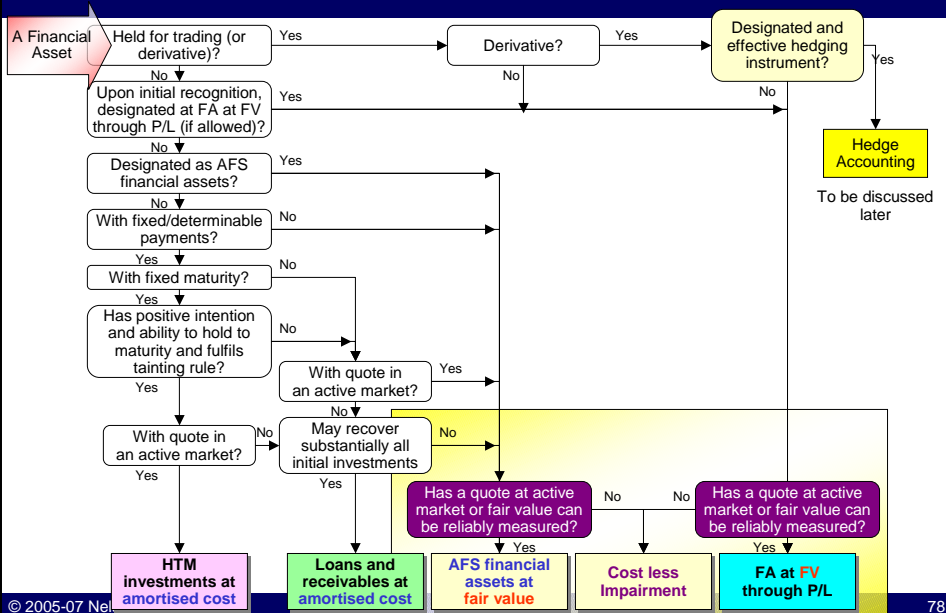 A Financial
Asset
Held for trading (or
derivative)?
Yes
Derivative?
Yes
Designated and
effective hedging
instrument?
Yes
No
No
No
Upon initial recognition,
designated at FA at FV
through P/L (if allowed)?
Yes
Hedge
Accounting
To be discussed
later
No
Designated as AFS
financial assets?
Yes
No
With fixed/determinable
payments?
No
Yes
With fixed maturity?
No
Yes
Has positive intention
and ability to hold to
maturity and fulfils
tainting rule?
No
Yes
With quote in
an active market?
Yes
No
With quote in
an active market?
No
Yes
May recover
substantially all
initial investments
No
Yes
Has a quote at active
market or fair value can
be reliably measured?
No
Yes
No
Has a quote at active
market or fair value can
be reliably measured?
Yes
HTM
investments at
amortised cost
Loans and
receivables at
amortised cost
AFS financial
assets at
fair value
Cost less
Impairment
FA at FV
through P/L
© 2005-07 Nel
78